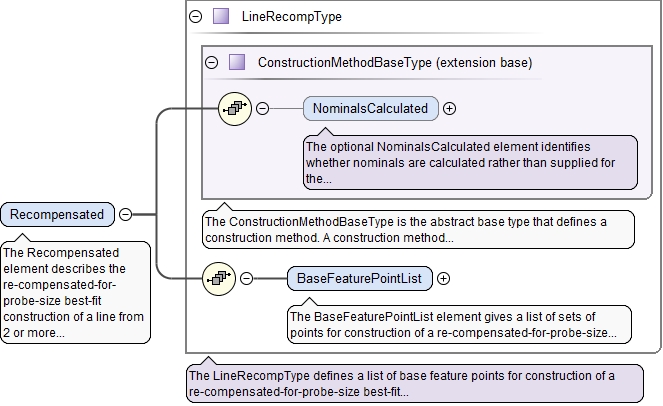 LineRecompType
ConstructionMethodBaseType (extension base)
NominalsCalculated
The optional NominalsCalculated element identifies
whether nominals are calculated rather than supplied for
the...
The ConstructionMethodBaseType is the abstract base type that defines a
construction method. A construction method...
Recompensated
The Recompensated
element describes the
re-compensated-for-
probe-size best-fit
construction of a line from
2 or more...
BaseFeaturePointList
The BaseFeaturePointList element gives a list of sets of
points for construction of a re-compensated-for-probe-size...
The LineRecompType defines a list of base feature points for construction of a
re-compensated-for-probe-size best-fit...